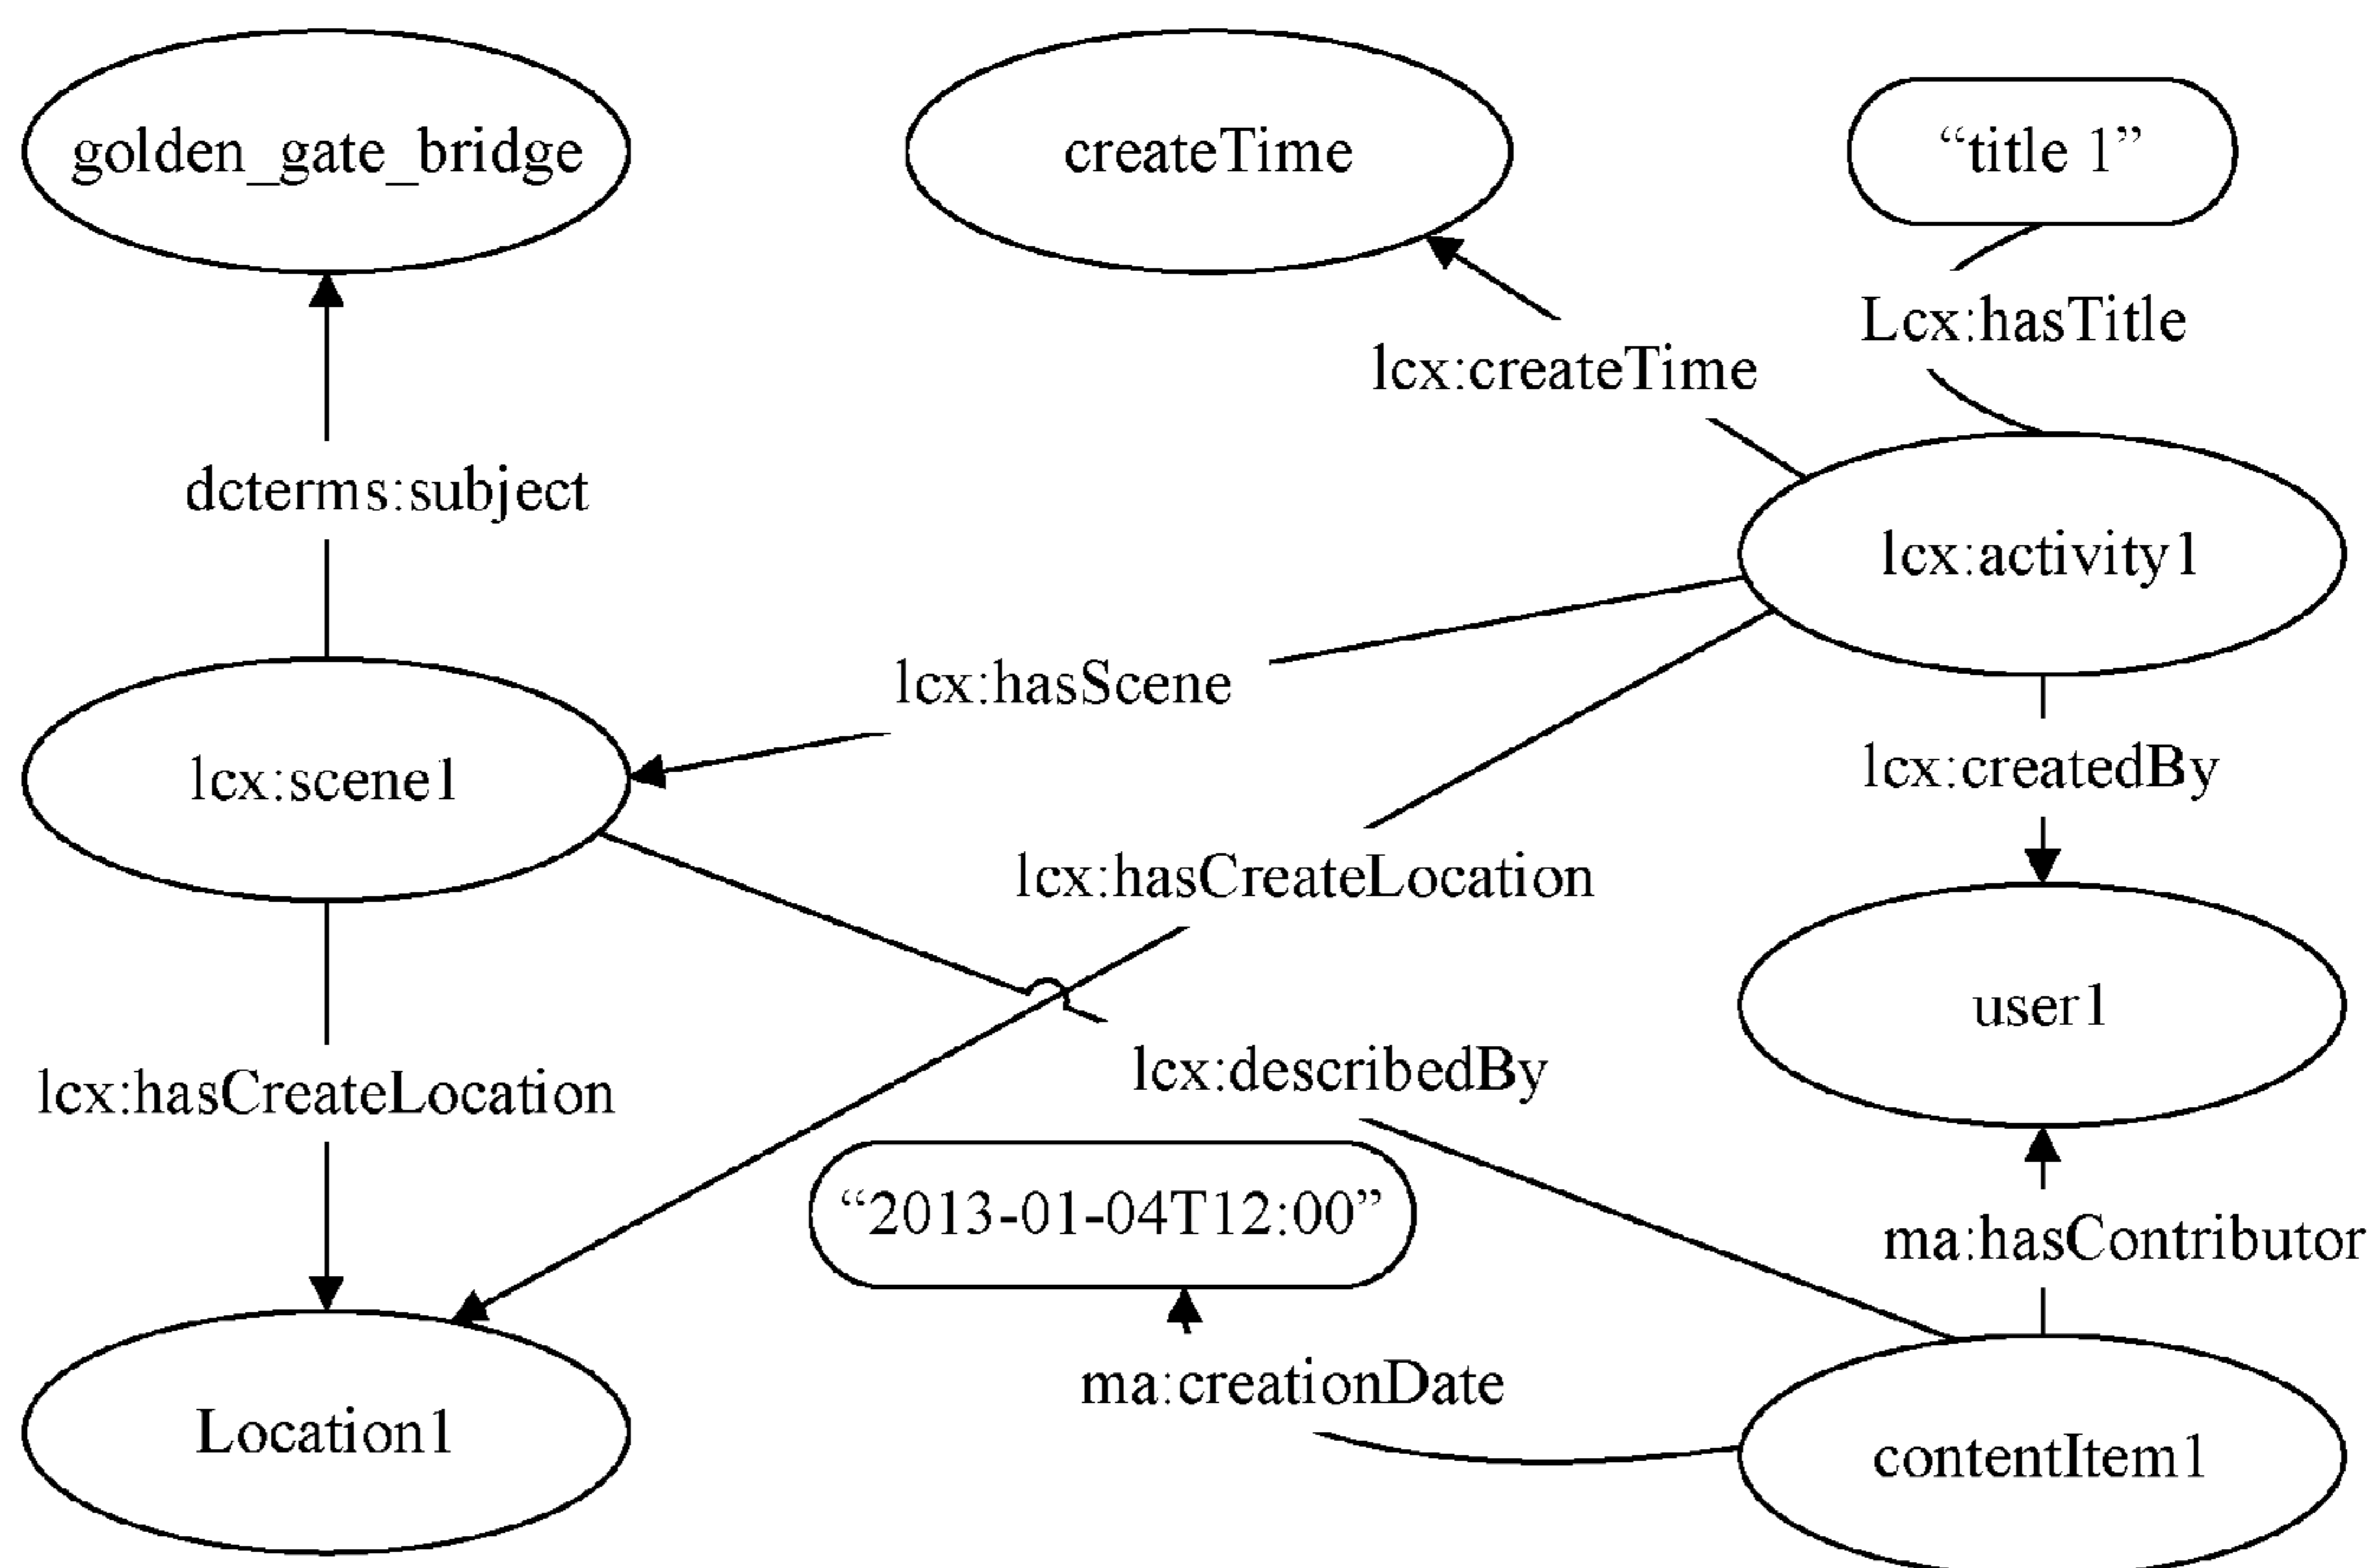 golden_gate_bridge
createTime
“title 1”
Lcx:hasTitle
lcx:createTime
dcterms:subject
lcx:activity1
lcx:hasScene
lcx:scene1
lcx:createdBy
lcx:hasCreateLocation
user1
lcx:describedBy
lcx:hasCreateLocation
“2013-01-04T12:00”
ma:hasContributor
ma:creationDate
Location1
contentItem1